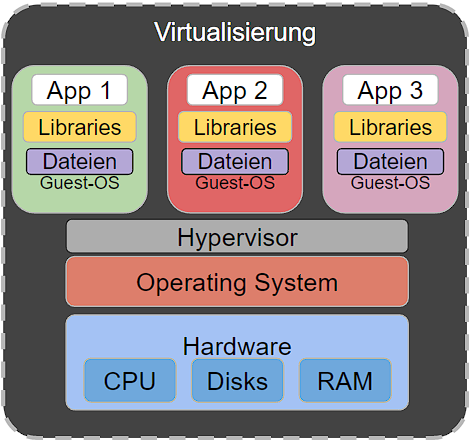 Virtualisierung
App 1 App 2 App 3
Libraries Libraries Libraries
Dateien Dateien Dateien
Guest-OS Guest-OS Guest-OS
Hypervisor
Operating System
Hardware
CPU Disks RAM